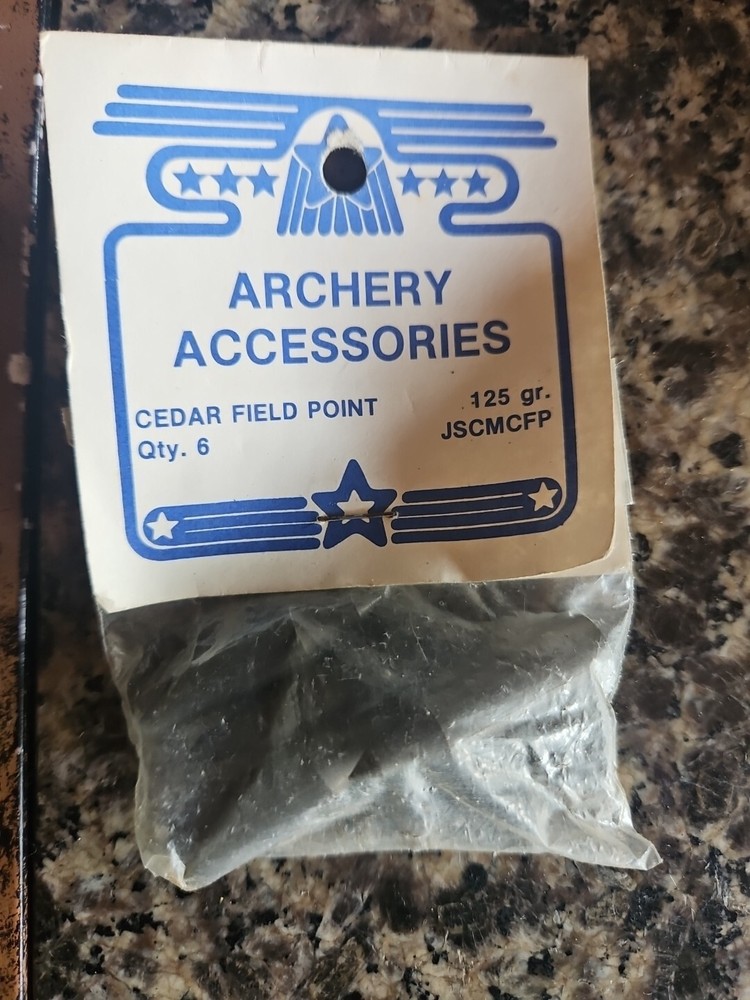 ARCHERY
ACCESSORIES
CEDAR FIELD POINT 125 gr.
Qty. 6 JSCMCFP